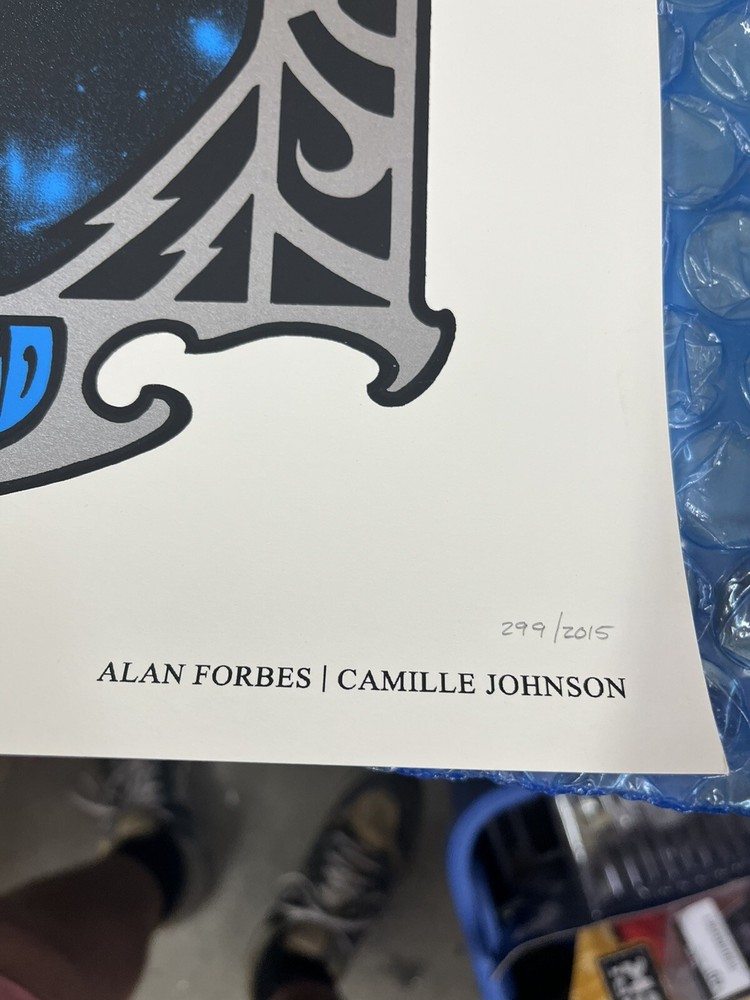 299/2015
ALAN FORBES | CAMILLE JOHNSON